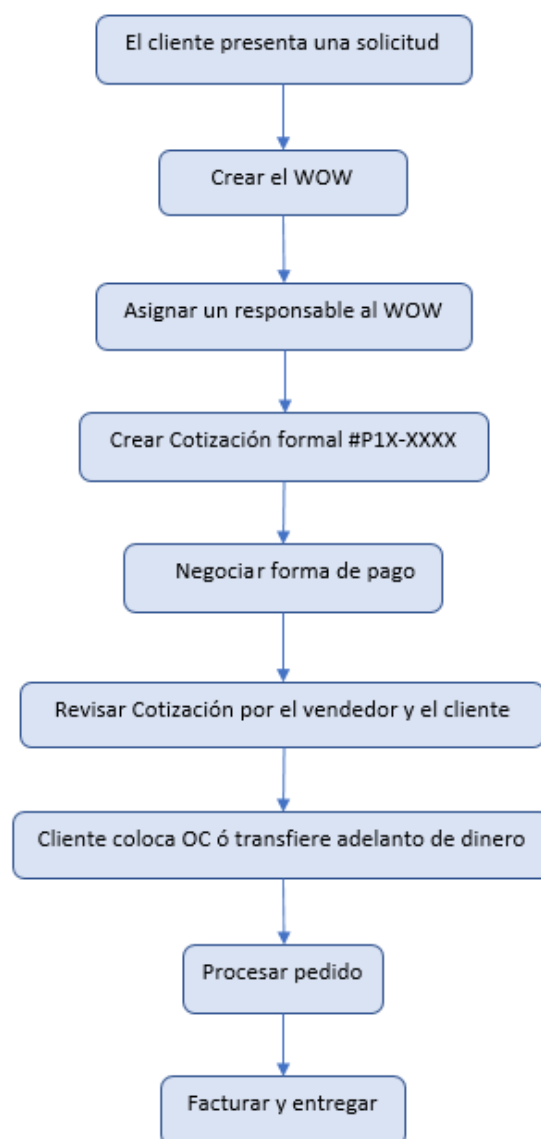 El cliente presenta una solicitud
Crear el WOW
Asignar un responsable al WOW
Crear Cotización formal #P1X-XXXX
Negociar forma de pago
Revisar Cotización por el vendedor y el cliente
Cliente coloca OC ó transfiere adelanto de dinero
Procesar pedido
Facturar y entregar